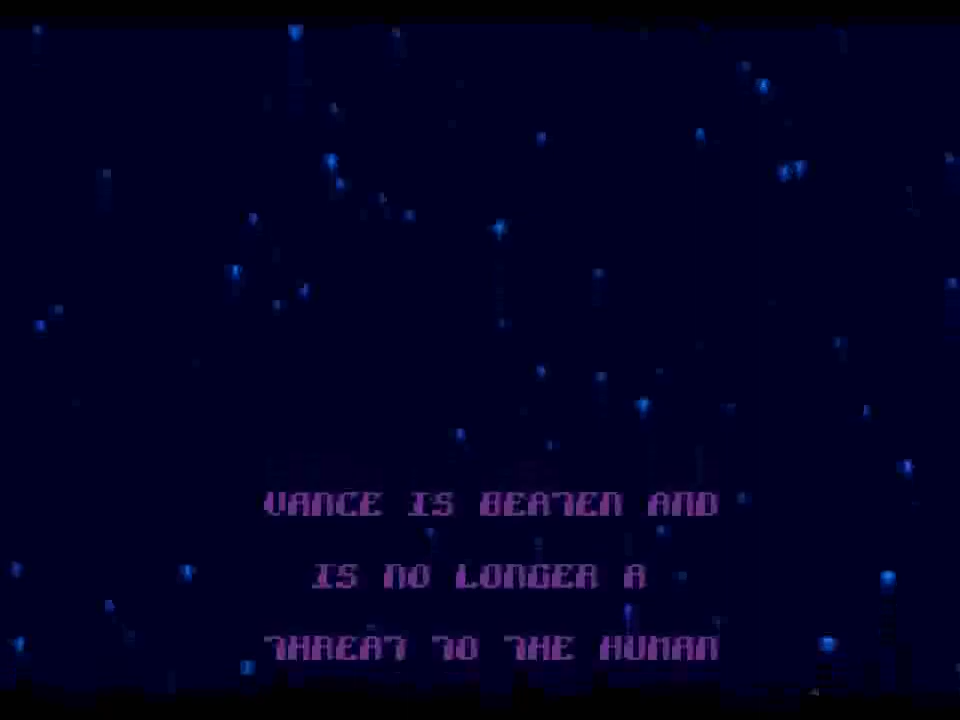 VANCE IS BEATEN AND
IS NO LONGER A
THREAT TO THE HUMAN